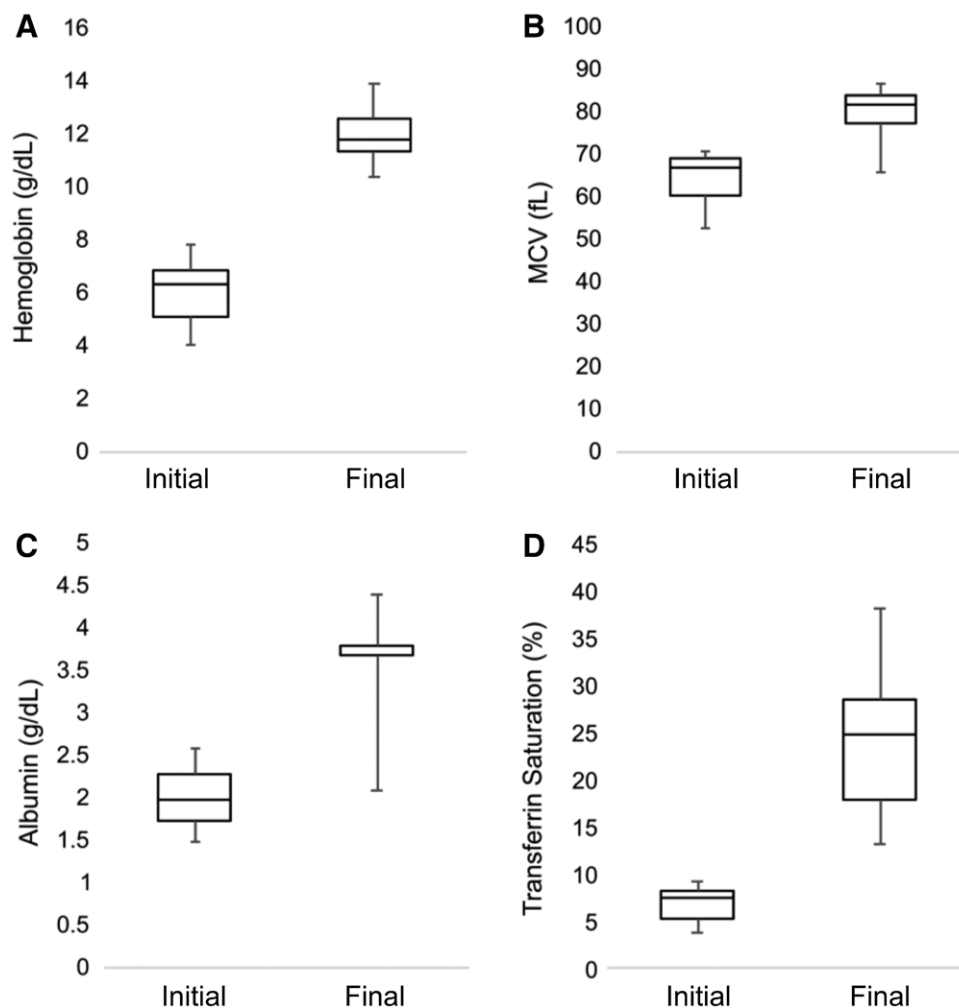 A
Hemoglobin (g/dL)
16
14
12
10
8
6
4
2
0
Initial
Final
B
MCV (fL)
100
90
80
70
60
50
40
30
20
10
0
Initial
Final
C
Albumin (g/dL)
5
4.5
4
3.5
3
2.5
2
1.5
1
0.5
0
Initial
Final
D
Transferrin Saturation (%)
45
40
35
30
25
20
15
10
5
0
Initial
Final